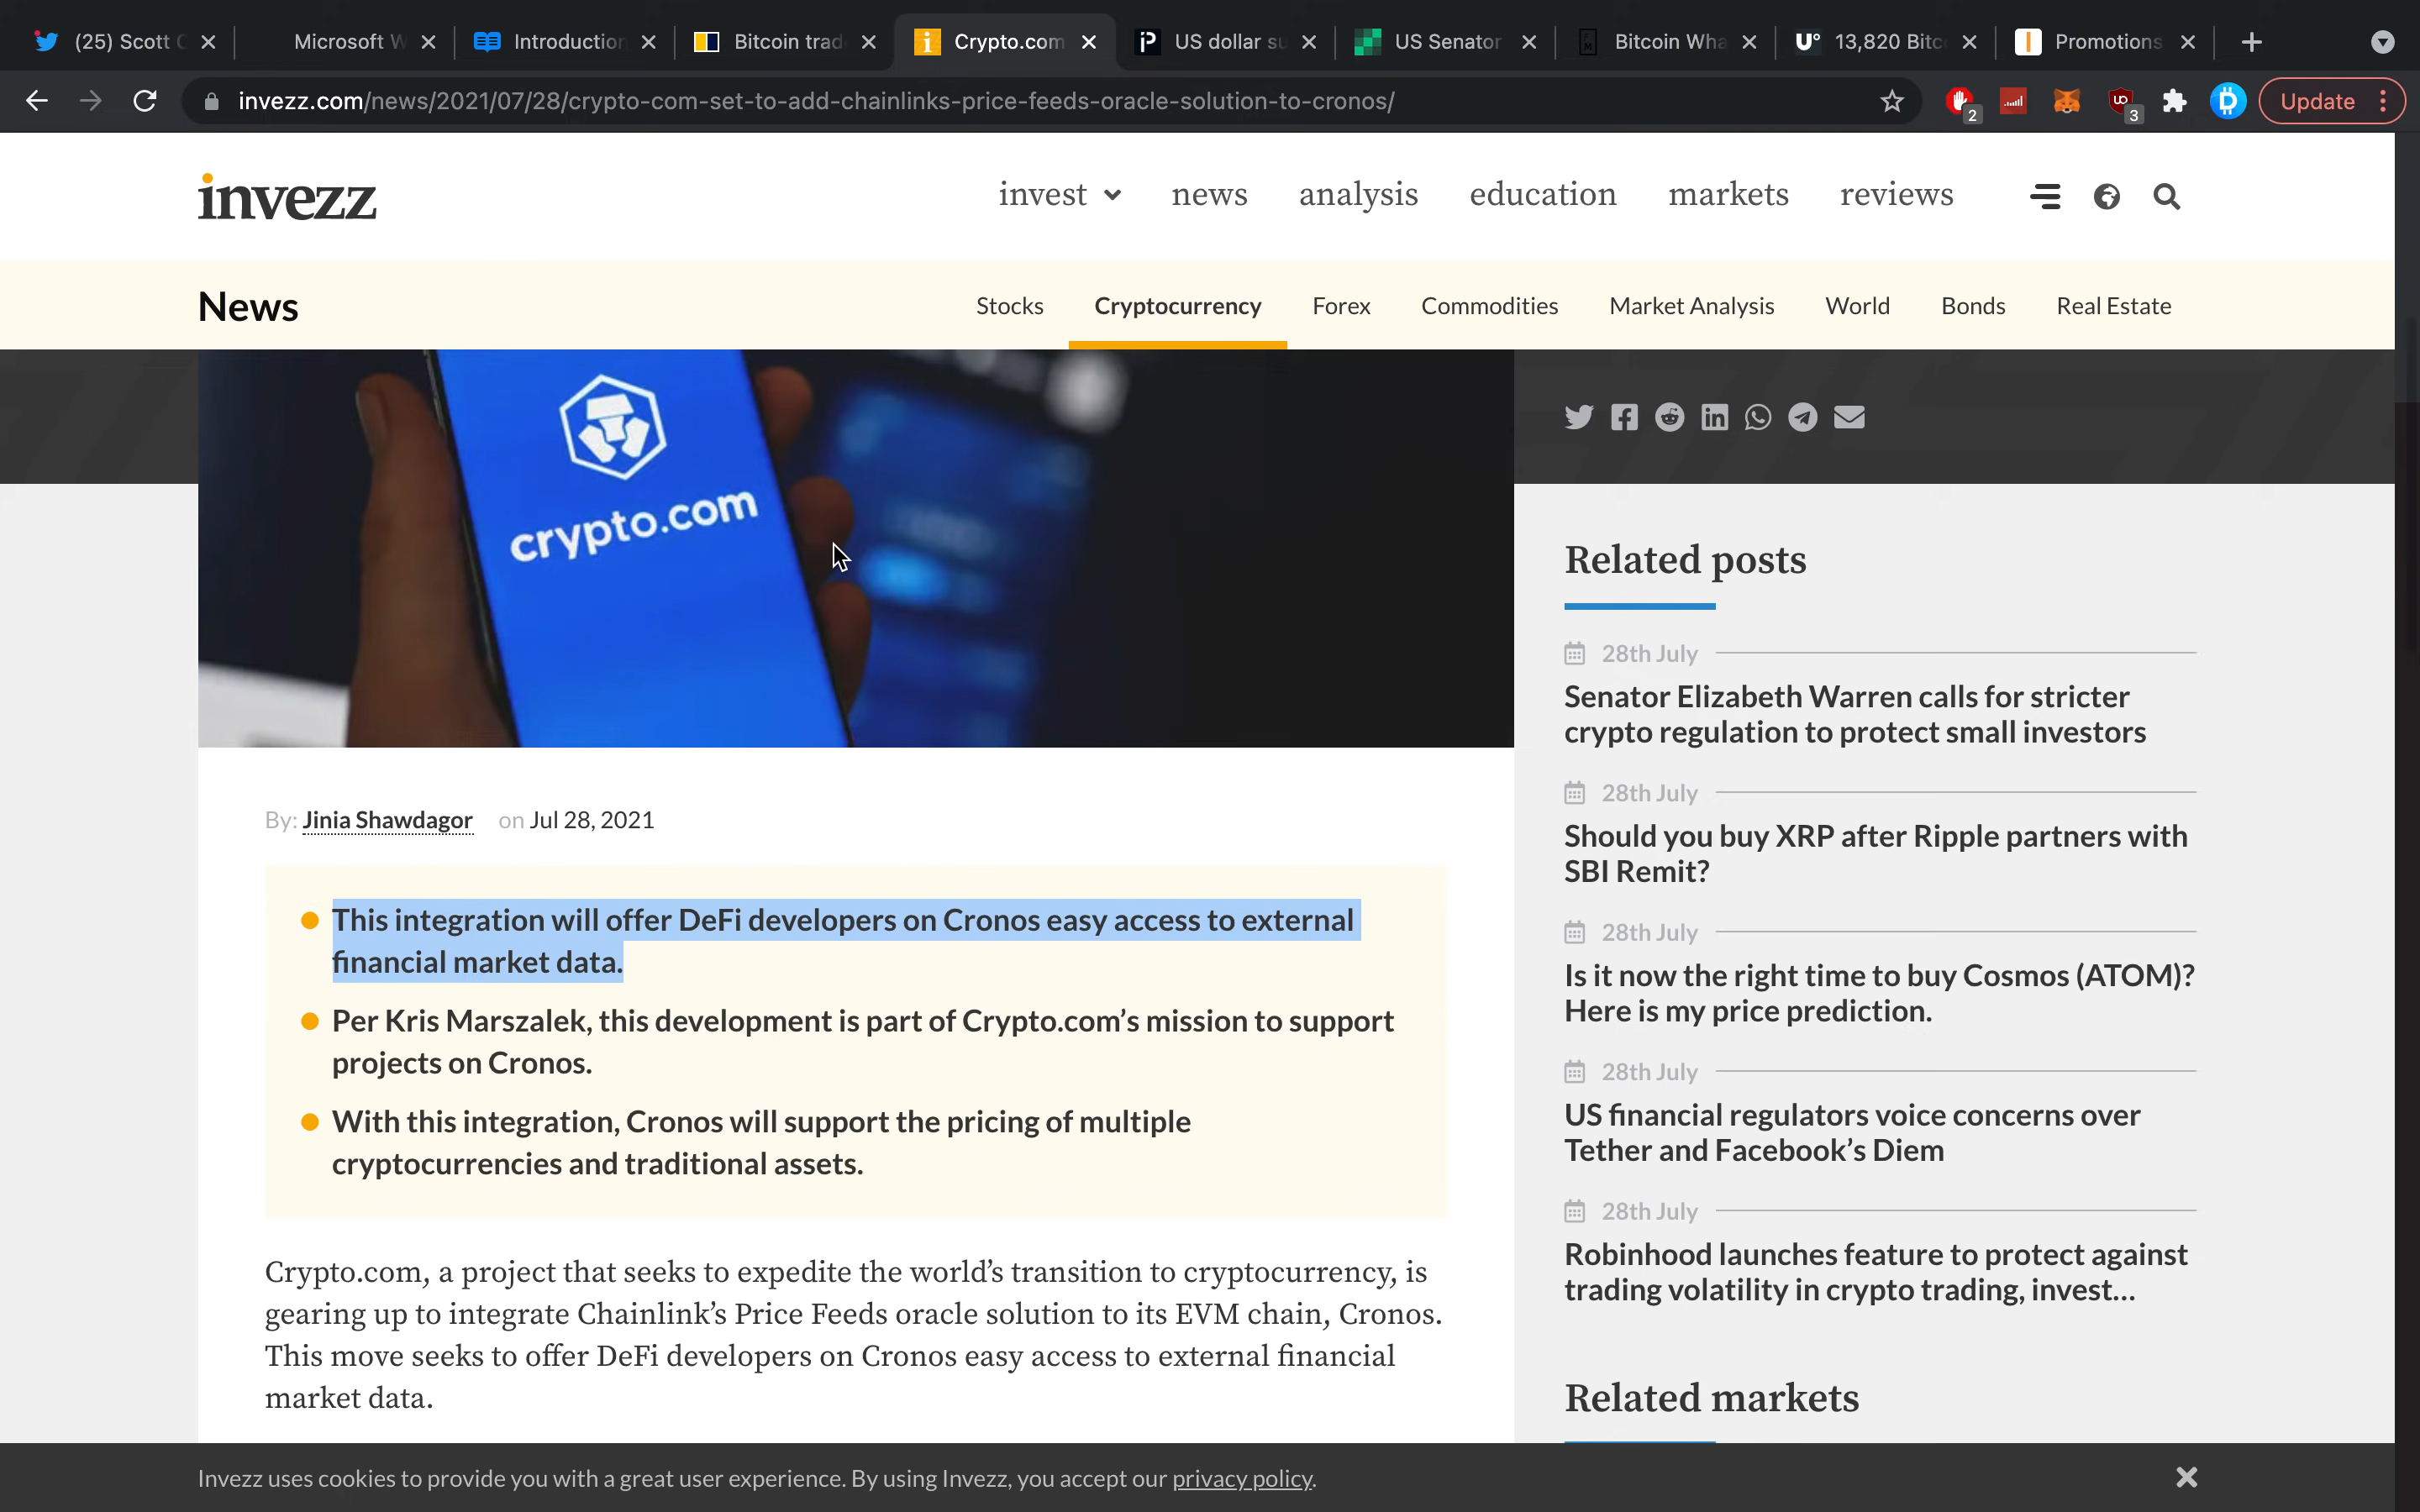 (25) Scott C
Microsoft W
Introduction
Bitcoin trad
Crypto.com
US dollar su
US Senator
Bitcoin Wha
13,820 Bitc
Promotions
invezz.com/news/2021/07/28/crypto-com-set-to-add-chainlinks-price-feeds-oracle-solution-to-cronos/
2
3
Update
invezz
invest
news
analysis
education
markets
reviews
News
Stocks
Cryptocurrency
Forex
Commodities
Market Analysis
World
Bonds
Real Estate
crypto.com
By: Jinia Shawdagor on Jul 28, 2021
This integration will offer DeFi developers on Cronos easy access to external
financial market data.
Per Kris Marszalek, this development is part of Crypto.com’s mission to support
projects on Cronos.
With this integration, Cronos will support the pricing of multiple
cryptocurrencies and traditional assets.
Crypto.com, a project that seeks to expedite the world’s transition to cryptocurrency, is
gearing up to integrate Chainlink’s Price Feeds oracle solution to its EVM chain, Cronos.
This move seeks to offer DeFi developers on Cronos easy access to external financial
market data.
Related posts
28th July
Senator Elizabeth Warren calls for stricter
crypto regulation to protect small investors
28th July
Should you buy XRP after Ripple partners with
SBI Remit?
28th July
Is it now the right time to buy Cosmos (ATOM)?
Here is my price prediction.
28th July
US financial regulators voice concerns over
Tether and Facebook’s Diem
28th July
Robinhood launches feature to protect against
trading volatility in crypto trading, invest...
Related markets
Invezz uses cookies to provide you with a great user experience. By using Invezz, you accept our privacy policy.